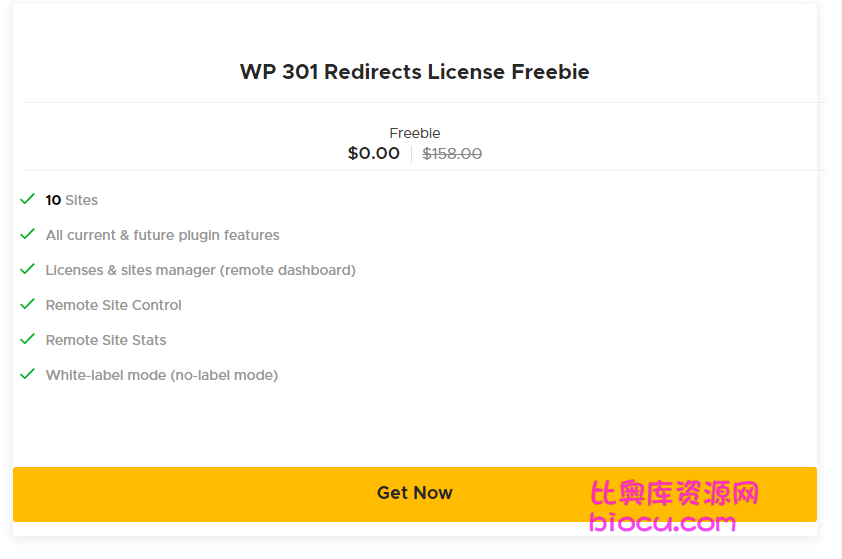 WP 301 Redirects License Freebie
Freebie
$0.00 $158.00
10 Sites
All current & future plugin features
Licenses & sites manager (remote dashboard)
Remote Site Control
Remote Site Stats
White-label mode (no-label mode)
Get Now
比奥库资源网
biocu.com